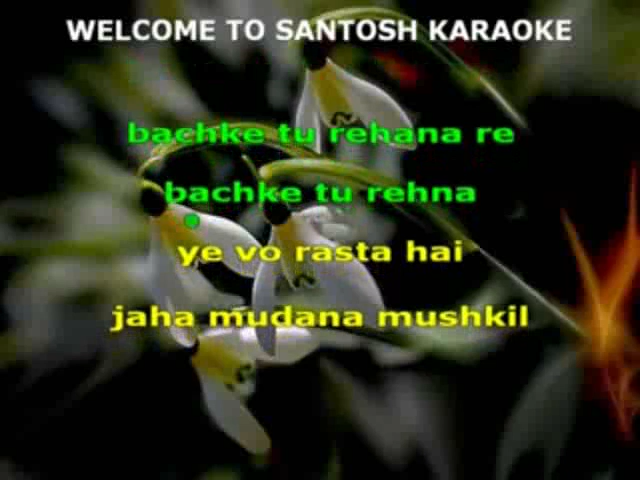 WELCOME TO SANTOSH KARAOKE
bachke tu rehana re
bachke tu rehna
ye vo rasta hai
jaha mudana mushkil